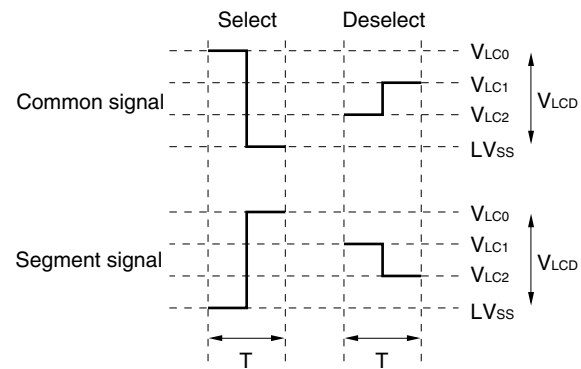 Select Deselect
VLC0
VLC1
Common signal
VLCD
VLC2
LVSS
VLC0
VLC1
Segment signal
VLCD
VLC2
LVSS
T T